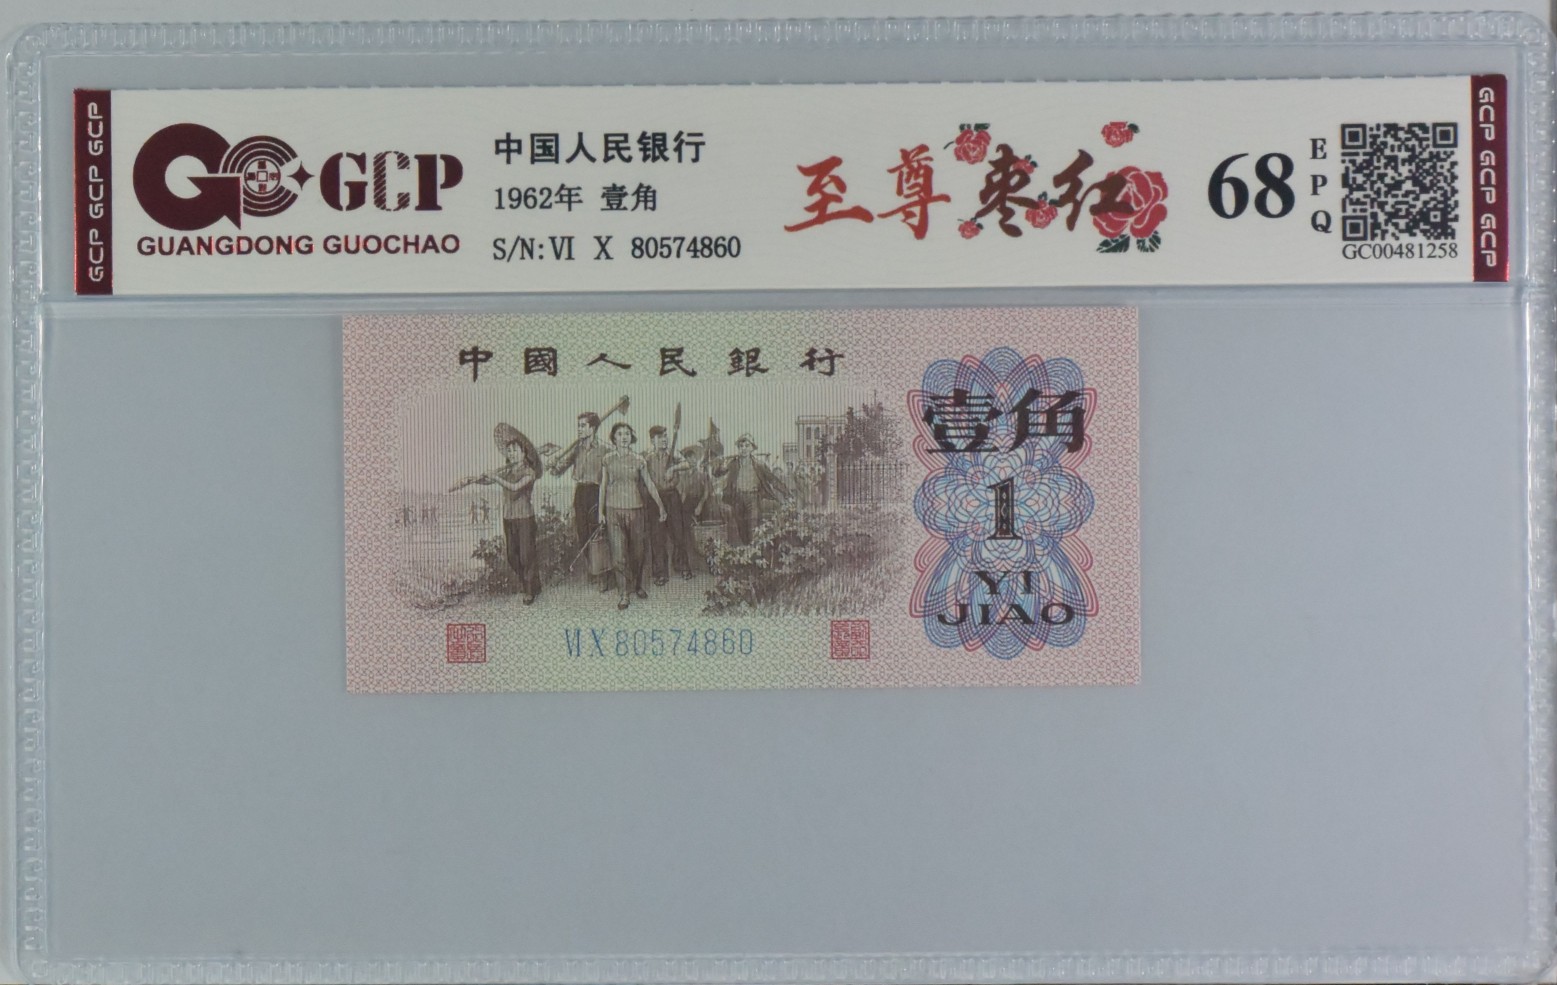 GCP GCP GCP
GCP
GUANGDONG GUOCHAO
中国人民银行
1962年 壹角
S/N: VI X 80574860
至尊枣红
68
EPQ
GC00481258
GCP GCP GCP
中國人民銀行
壹角
1
YI
JIAO
VI X 80574860